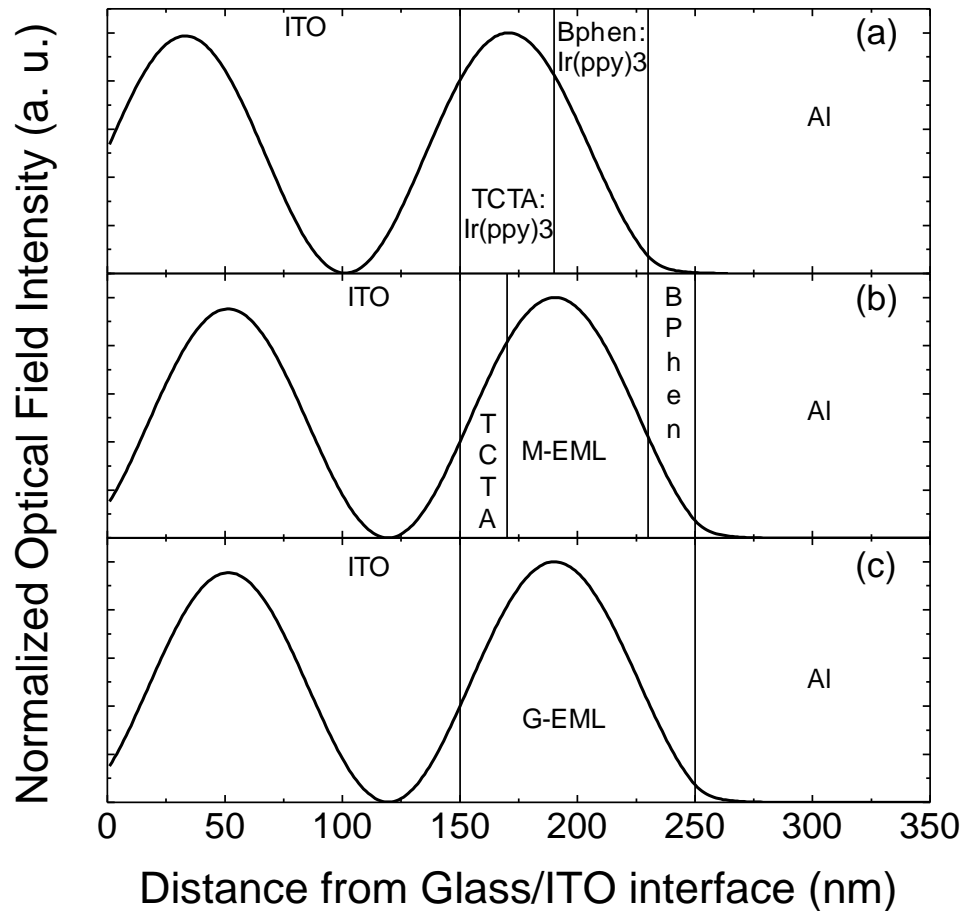 Normalized Optical Field Intensity (a. u.)
ITO
Bphen:
Ir(ppy)3
(a)
Al
TCTA:
Ir(ppy)3
ITO
B
P
h
e
n
(b)
Al
T
C
T
A
M-EML
ITO
(c)
Al
G-EML
0 50 100 150 200 250 300 350
Distance from Glass/ITO interface (nm)